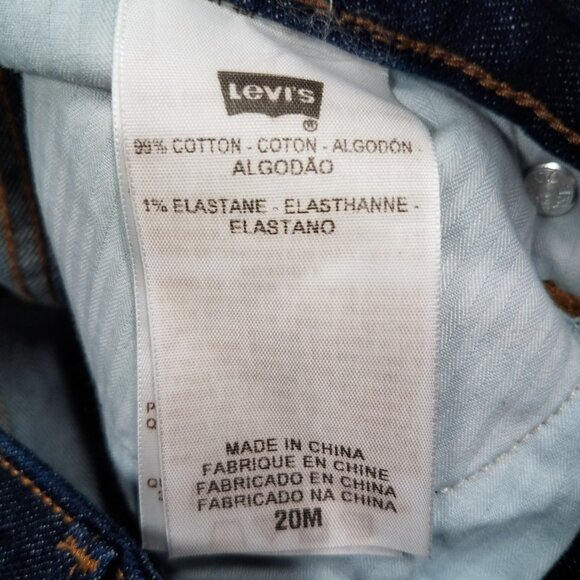 Levi's
®
99% COTTON - COTON - ALGODÓN -
ALGODÃO
1% ELASTANE - ELASTHANNE -
ELASTANO
MADE IN CHINA
FABRIQUE EN CHINE
FABRICADO EN CHINA
FABRICADO NA CHINA
20M